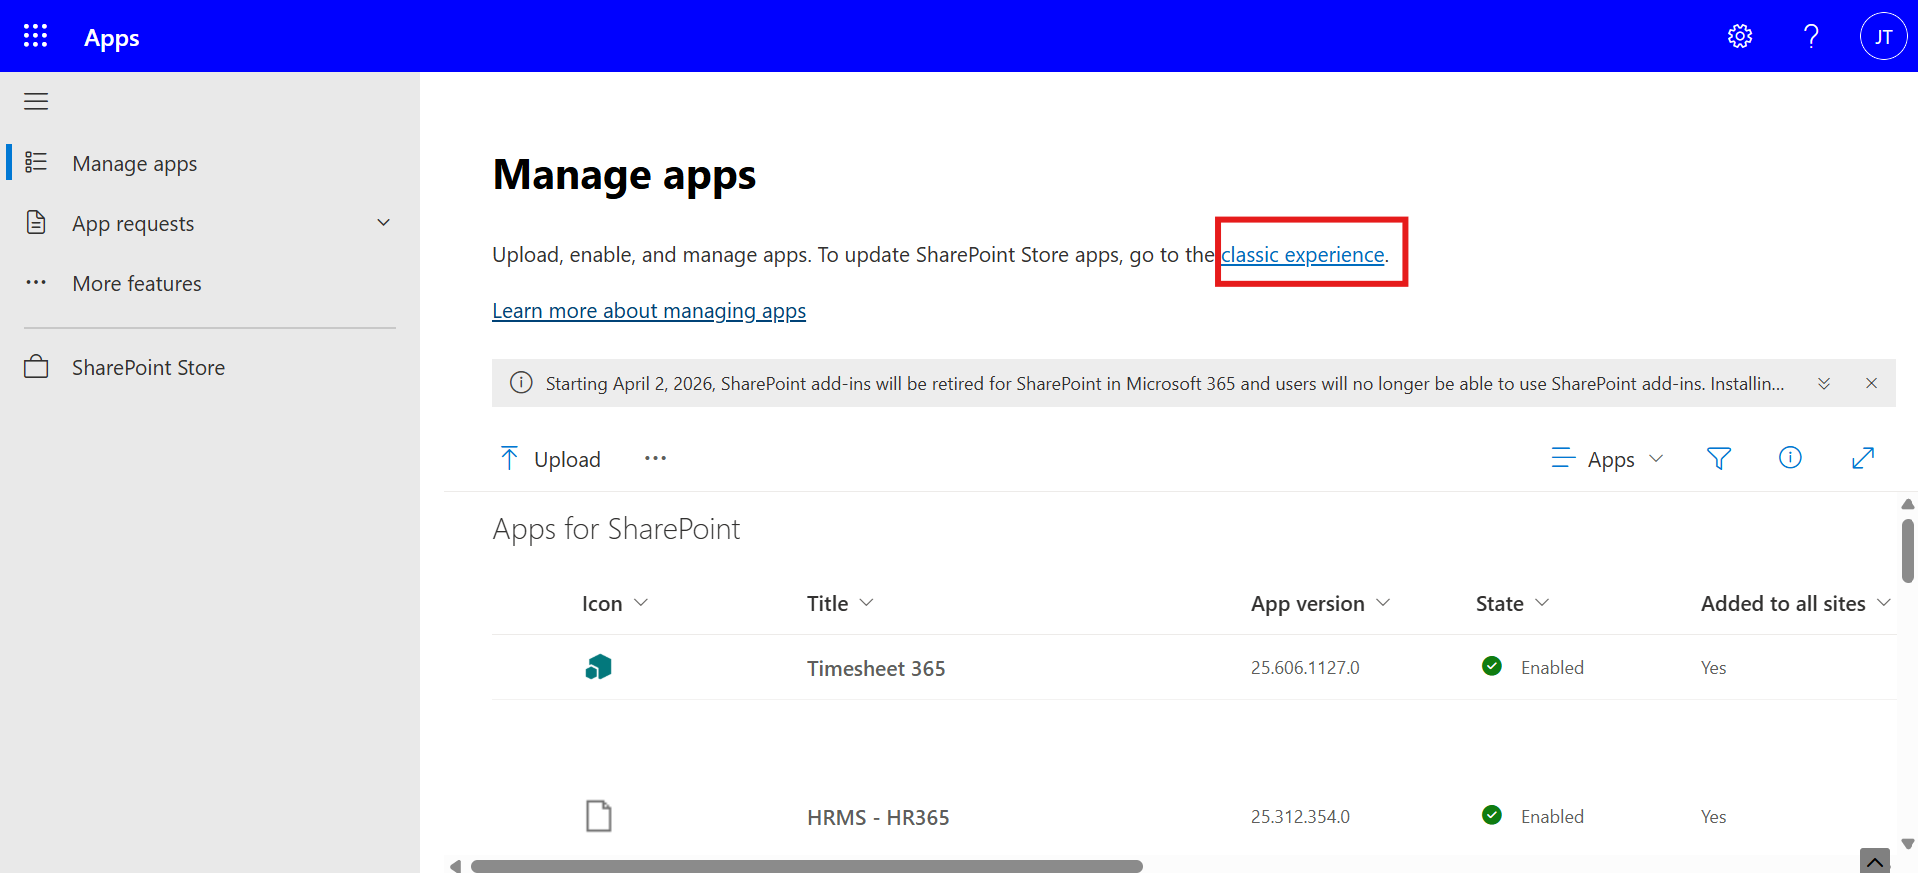 Apps
JT
Manage apps
App requests
More features
SharePoint Store
Manage apps
Upload, enable, and manage apps. To update SharePoint Store apps, go to the classic experience.
Learn more about managing apps
Starting April 2, 2026, SharePoint add-ins will be retired for SharePoint in Microsoft 365 and users will no longer be able to use SharePoint add-ins. Installin...
Upload
Apps
Apps for SharePoint
Icon Title App version State Added to all sites
Timesheet 365 25.606.1127.0 Enabled Yes
HRMS - HR365 25.312.354.0 Enabled Yes